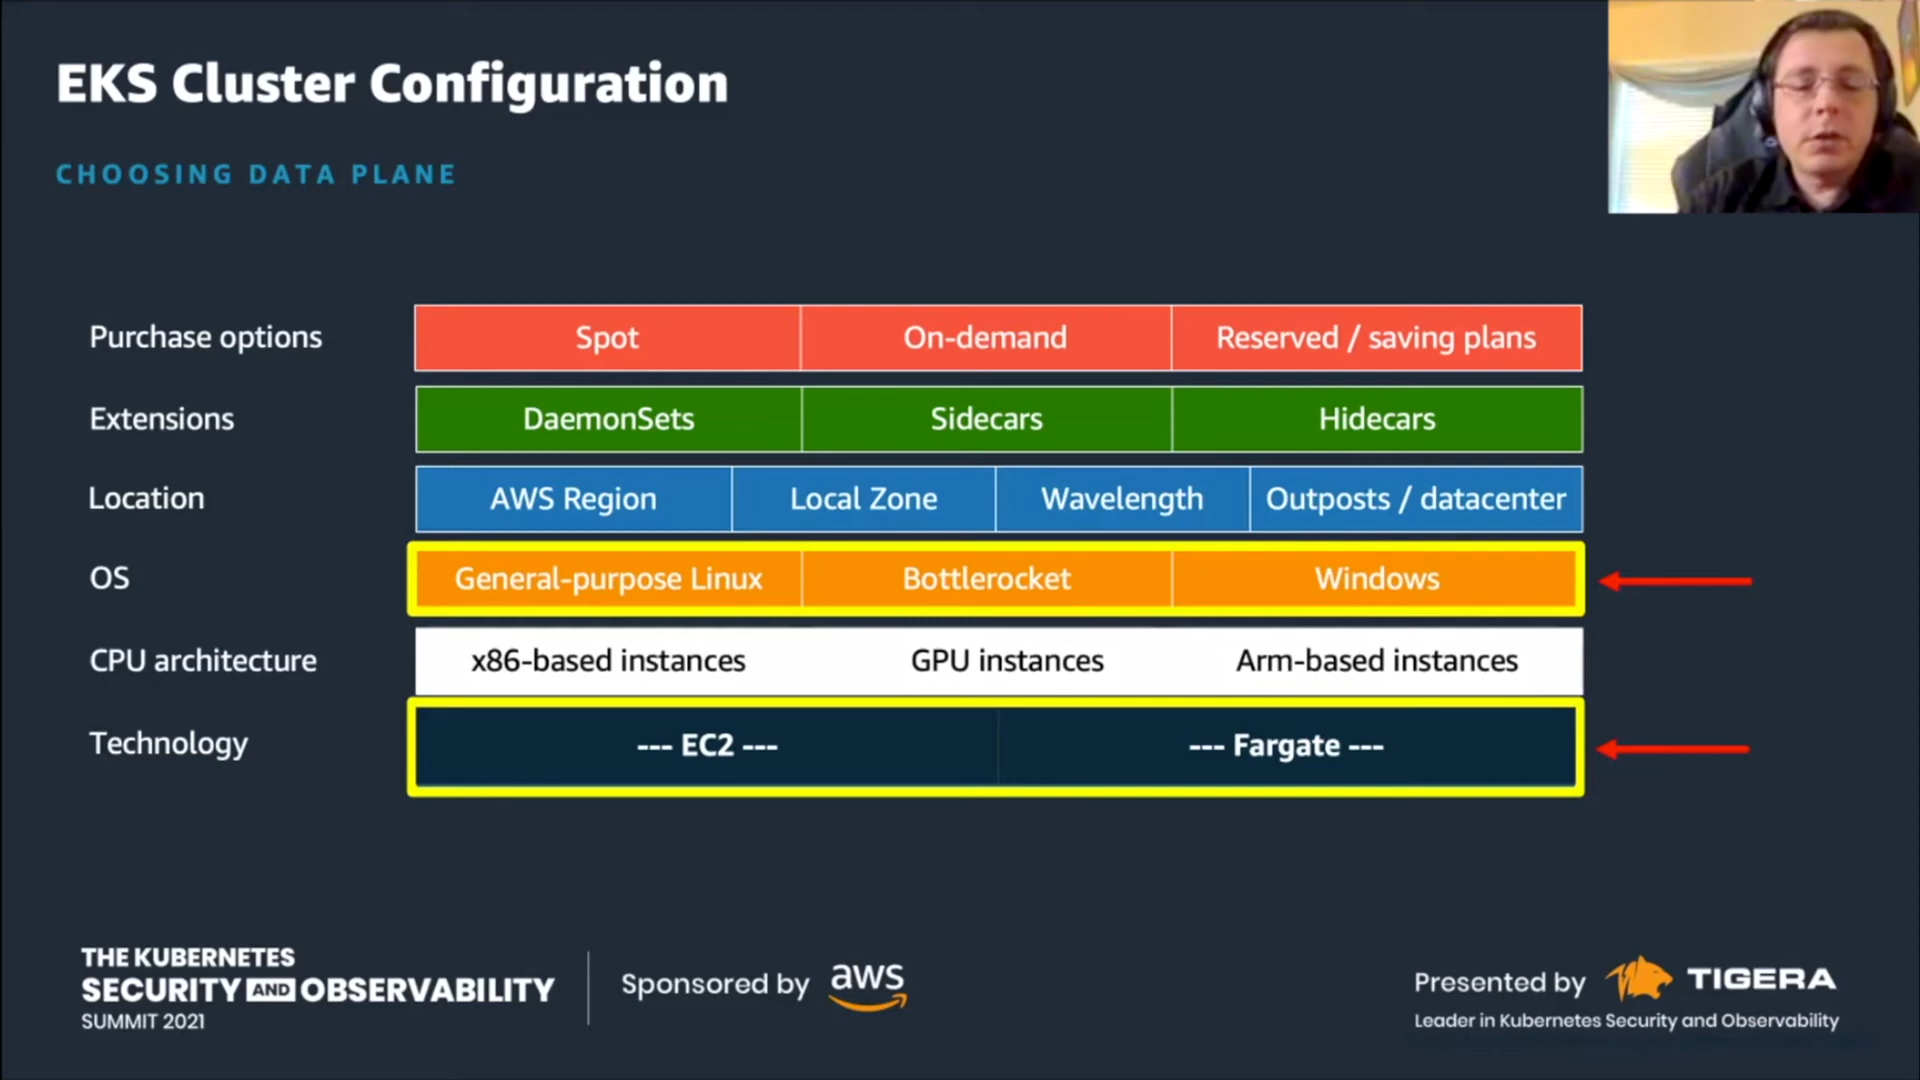 EKS Cluster Configuration
CHOOSING DATA PLANE
Purchase options Spot On-demand Reserved / saving plans
Extensions DaemonSets Sidecars Hidecars
Location AWS Region Local Zone Wavelength Outposts / datacenter
OS General-purpose Linux Bottlerocket Windows
CPU architecture x86-based instances GPU instances Arm-based instances
Technology --- EC2 --- --- Fargate ---
THE KUBERNETES
SECURITY AND OBSERVABILITY
SUMMIT 2021
Sponsored by aws
Presented by TIGERA
Leader in Kubernetes Security and Observability